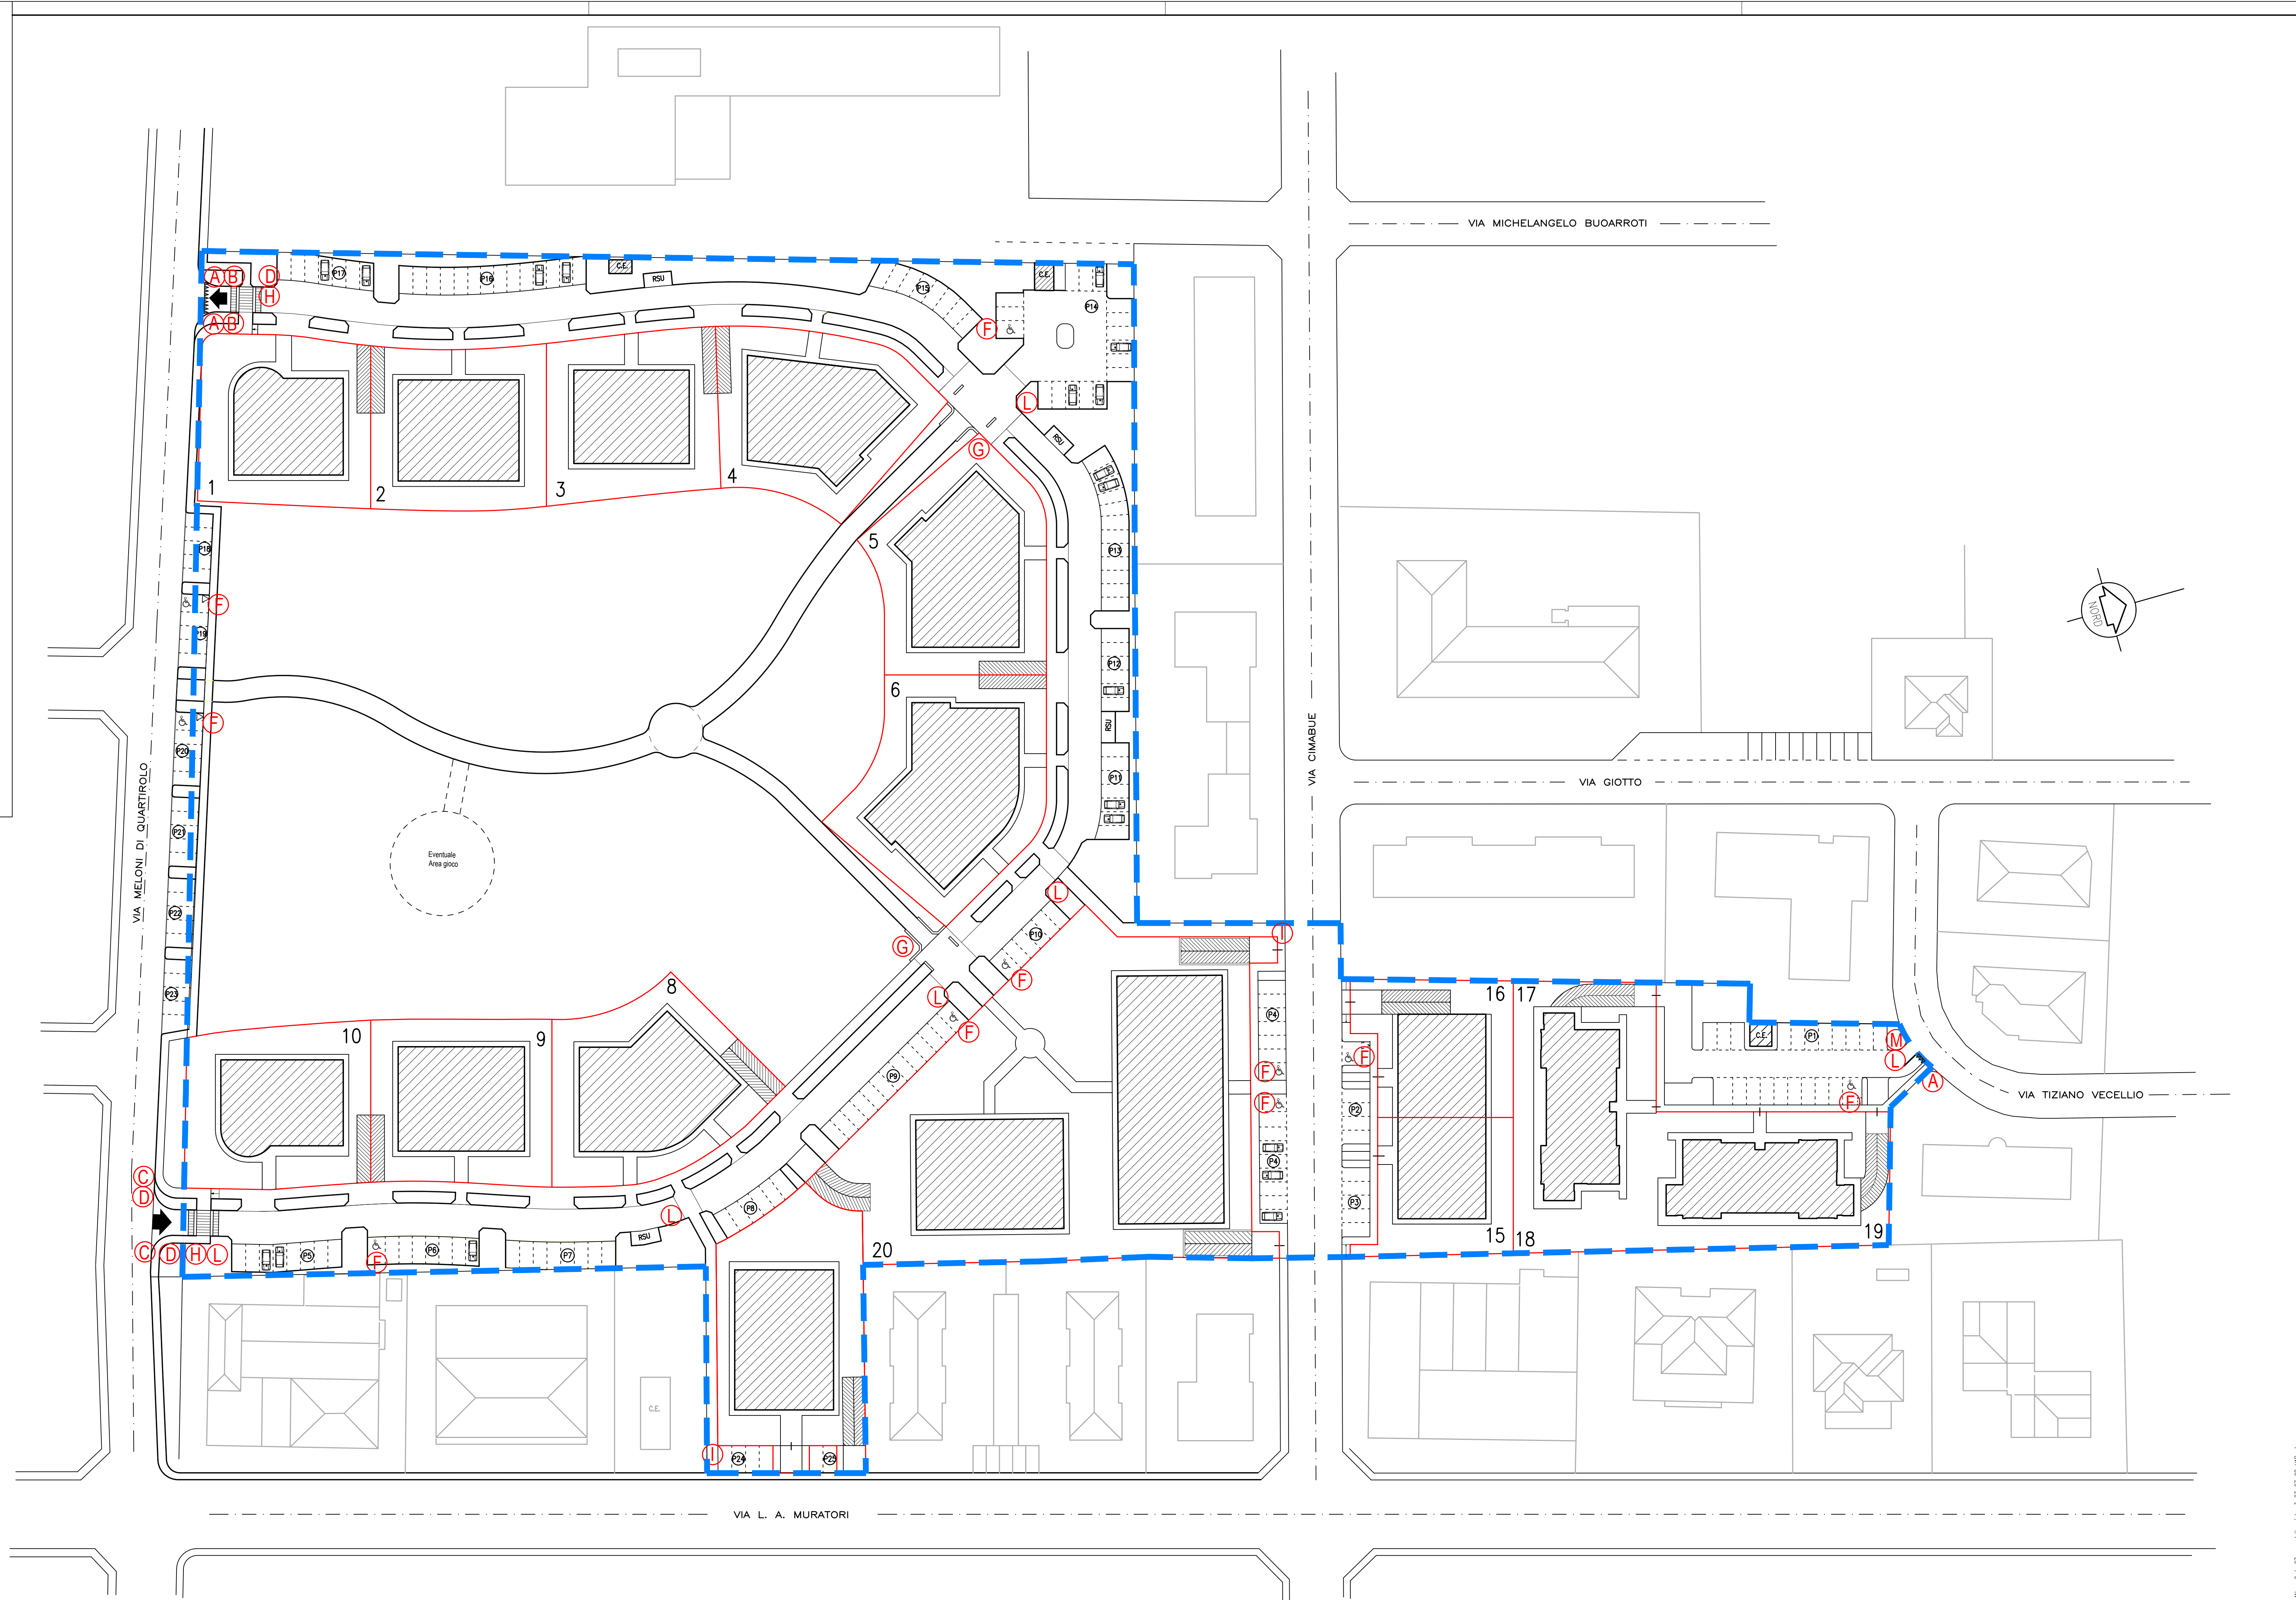 VIA MICHELANGELO BUOARROTI
A B D
P17
P16
C.E.
RSU
P15
C.E.
P14
H
A B
F
L
RSU
G
1
2
3
4
5
P18
F
P19
P13
NORD
P12
6
F
P20
RSU
VIA CIMABUE
P11
VIA GIOTTO
VIA MELONI DI QUARTIROLO
P21
Eventuale
Area gioco
L
P22
P10
I
G
F
8
P23
L
16
17
P4
F
10
9
F
P1
C.E.
M
L
F
F
P9
A
F
P2
F
VIA TIZIANO VECELLIO
C
D
P4
P3
P8
L
RSU
15
18
19
20
C D H L
P5
P6
P7
F
C.E.
I
P24
P25
VIA L. A. MURATORI